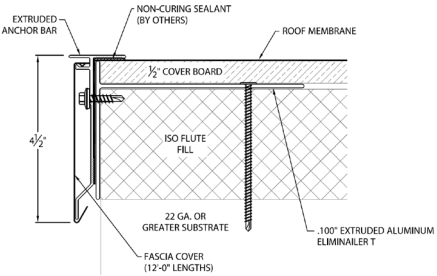 NON-CURING SEALANT
(BY OTHERS)
EXTRUDED
ANCHOR BAR
ROOF MEMBRANE
½" COVER BOARD
4½"
ISO FLUTE
FILL
22 GA. OR
GREATER SUBSTRATE
.100" EXTRUDED ALUMINUM
ELIMINAILER T
FASCIA COVER
(12'-0" LENGTHS)